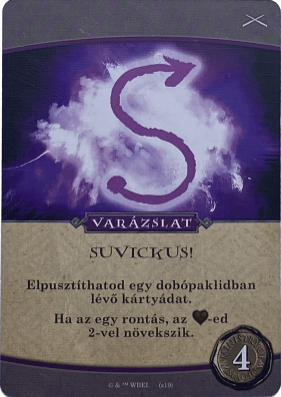 VARÁZSLAT
SUVICKUS!
Elpusztíthatod egy dobópaklidban
lévő kártyádat.
Ha az egy rontás, az -ed
2-vel növekszik.
4
© & ™ WBEI. (s19)